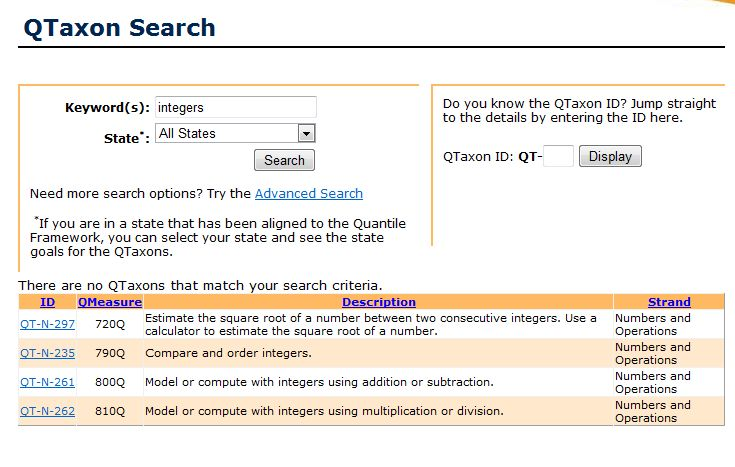 QTaxon Search
Keyword(s): integers
State*: All States
Search
Need more search options? Try the Advanced Search
*If you are in a state that has been aligned to the Quantile
Framework, you can select your state and see the state
goals for the QTaxons.
Do you know the QTaxon ID? Jump straight
to the details by entering the ID here.
QTaxon ID: QT- Display
There are no QTaxons that match your search criteria.
ID QMeasure Description Strand
QT-N-297 720Q Estimate the square root of a number between two consecutive integers. Use a
calculator to estimate the square root of a number. Numbers and
Operations
QT-N-235 790Q Compare and order integers. Numbers and
Operations
QT-N-261 800Q Model or compute with integers using addition or subtraction. Numbers and
Operations
QT-N-262 810Q Model or compute with integers using multiplication or division. Numbers and
Operations